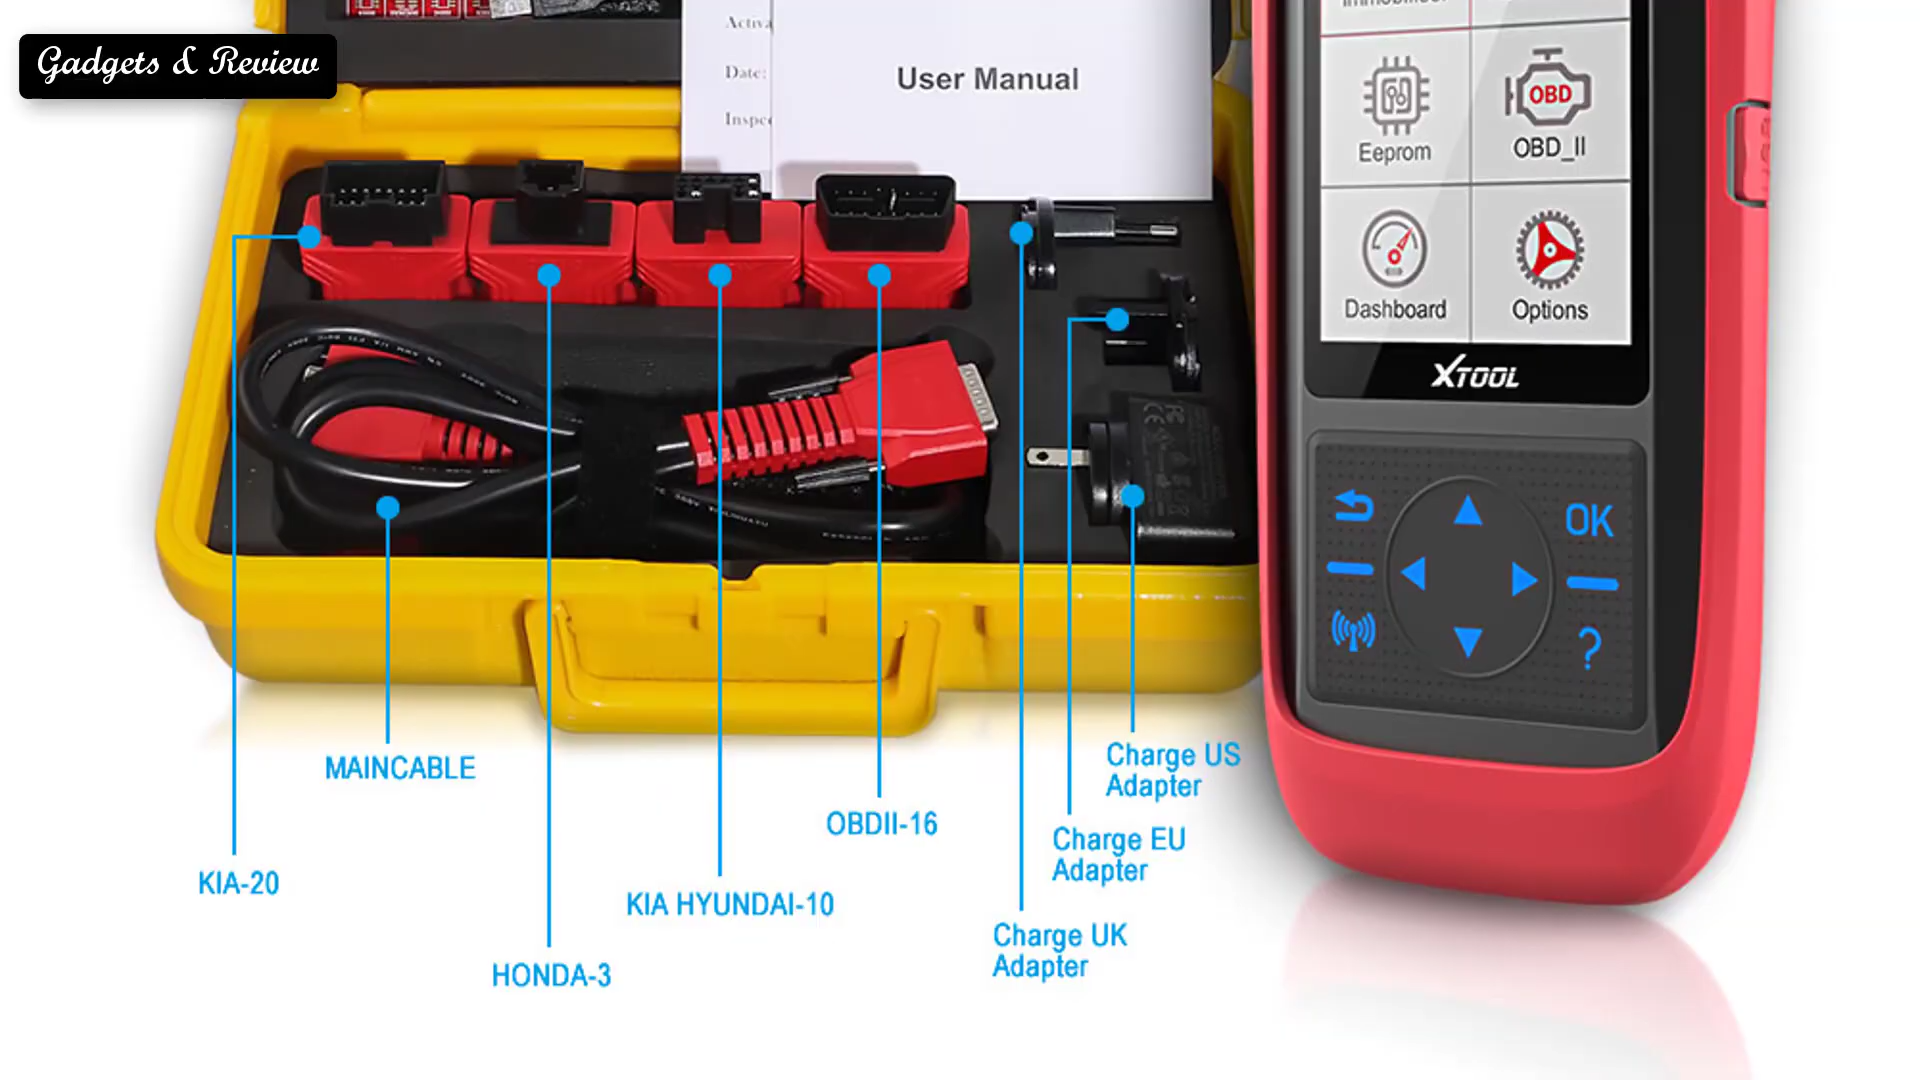 Gadgets & Review
Activa
Date:
Inspec
User Manual
Eeprom
OBD
OBD_II
Dashboard
Options
XTOOL
OK
?
MAINCABLE
KIA-20
HONDA-3
KIA HYUNDAI-10
OBDII-16
Charge US
Adapter
Charge EU
Adapter
Charge UK
Adapter